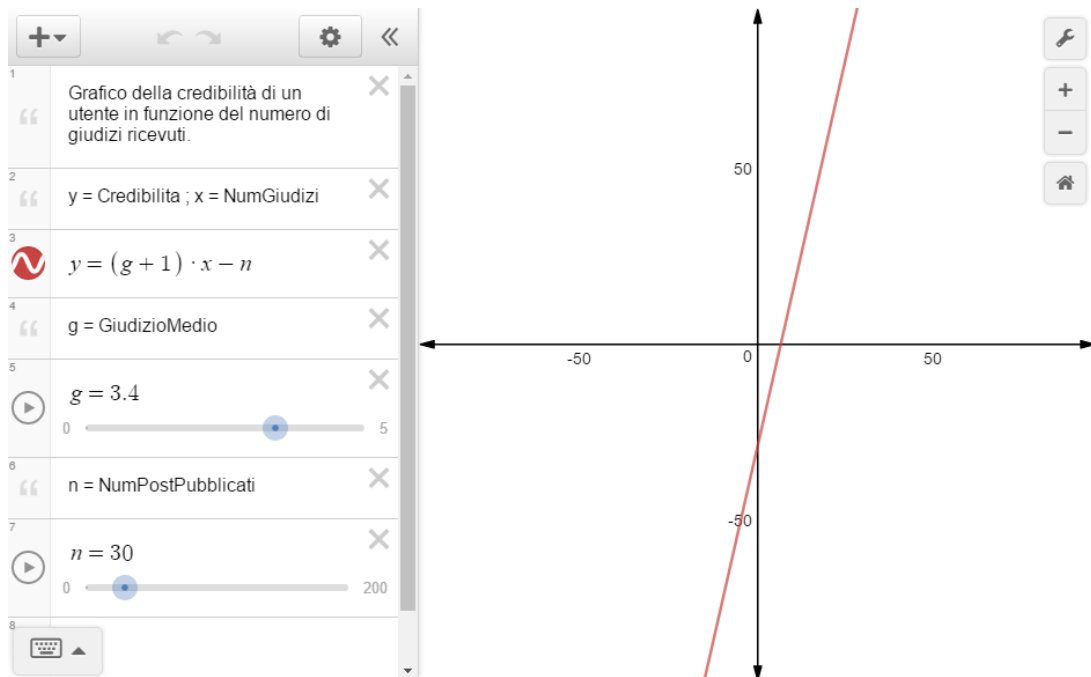 1
Grafico della credibilità di un
utente in funzione del numero di
giudizi ricevuti.
2
y = Credibilita ; x = NumGiudizi
3
y = (g + 1) · x − n
4
g = GiudizioMedio
5
g = 3.4
0 5
6
n = NumPostPubblicati
7
n = 30
0 200
8
50
-50 0 50
-50